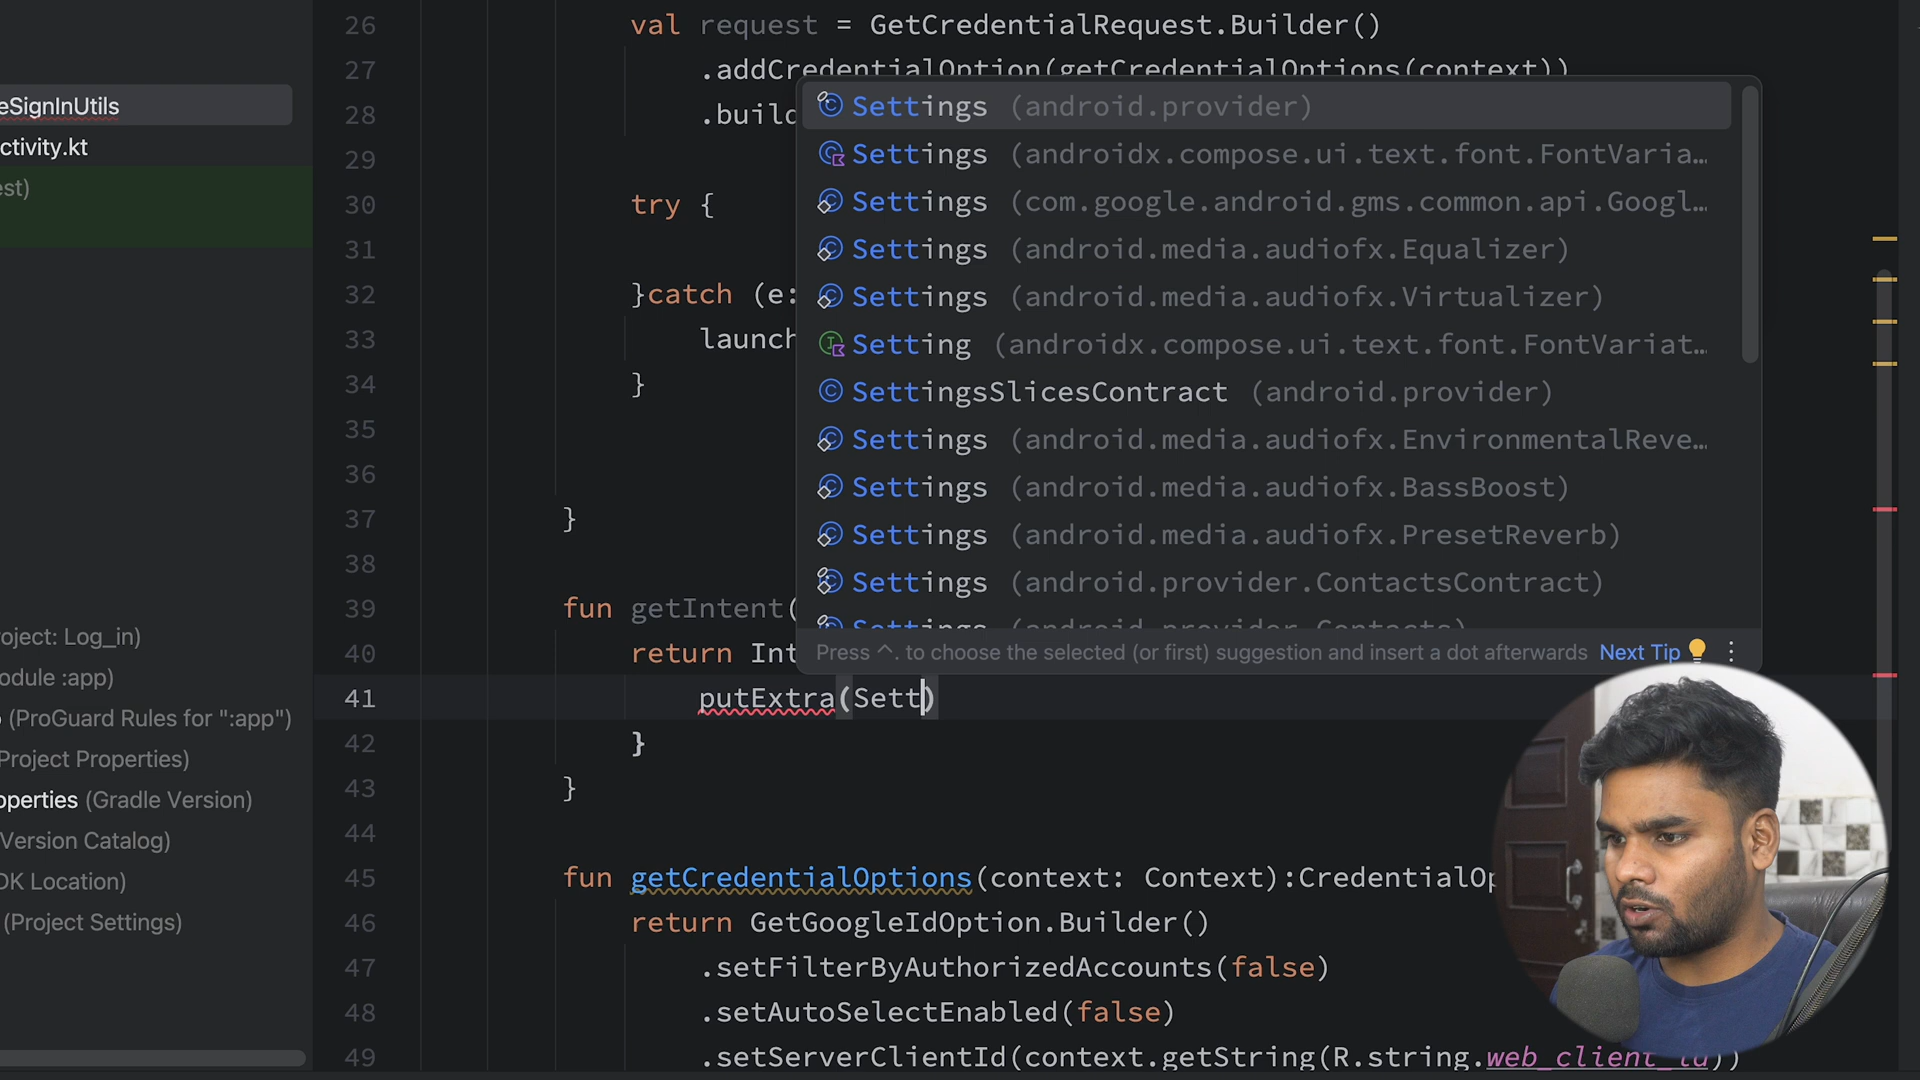 eSignInUtils
ctivity.kt
est)
oject: Log_in)
odule :app)
(ProGuard Rules for ":app")
Project Properties)
operties (Gradle Version)
Version Catalog)
DK Location)
(Project Settings)
26 val request = GetCredentialRequest.Builder()
27 .addCredentialOption(getCredentialOptions(context))
28 .build
29
30 try {
31
32 }catch (e:
33 launch
34 }
35
36
37 }
38
39 fun getIntent(
40 return Int
41 putExtra(Sett)
42 }
43 }
44
45 fun getCredentialOptions(context: Context):CredentialOp
46 return GetGoogleIdOption.Builder()
47 .setFilterByAuthorizedAccounts(false)
48 .setAutoSelectEnabled(false)
49 .setServerClientId(context.getString(R.string.web_client_id))
Settings (android.provider)
Settings (androidx.compose.ui.text.font.FontVaria…
Settings (com.google.android.gms.common.api.Googl…
Settings (android.media.audiofx.Equalizer)
Settings (android.media.audiofx.Virtualizer)
Setting (androidx.compose.ui.text.font.FontVariat…
SettingsSlicesContract (android.provider)
Settings (android.media.audiofx.EnvironmentalReve…
Settings (android.media.audiofx.BassBoost)
Settings (android.media.audiofx.PresetReverb)
Settings (android.provider.ContactsContract)
Settings (android.provider.Contacts)
Press ^. to choose the selected (or first) suggestion and insert a dot afterwards Next Tip